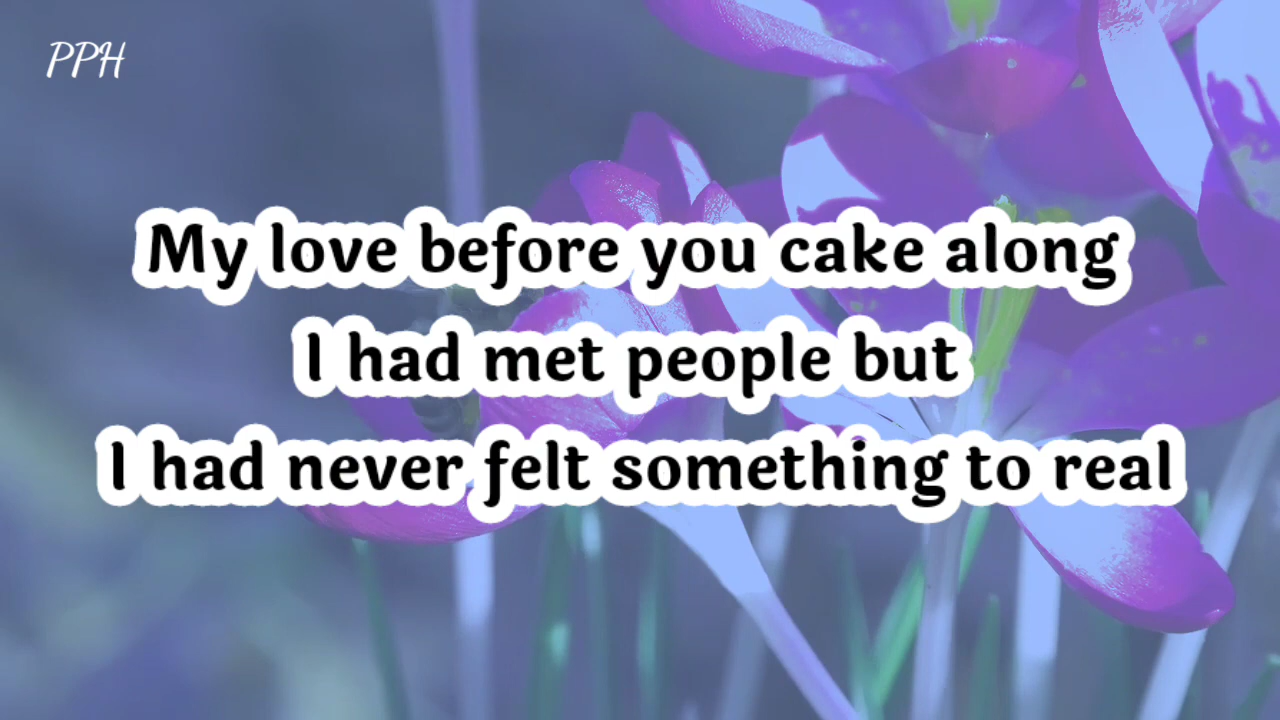 PPH
My love before you cake along
I had met people but
I had never felt something to real